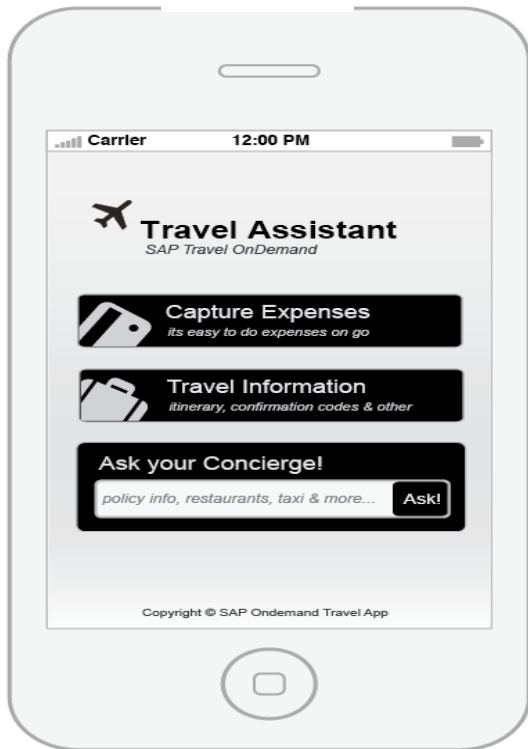 Carrier 12:00 PM
Travel Assistant
SAP Travel OnDemand
Capture Expenses
its easy to do expenses on go
Travel Information
itinerary, confirmation codes & other
Ask your Concierge!
policy info, restaurants, taxi & more... Ask!
Copyright © SAP Ondemand Travel App